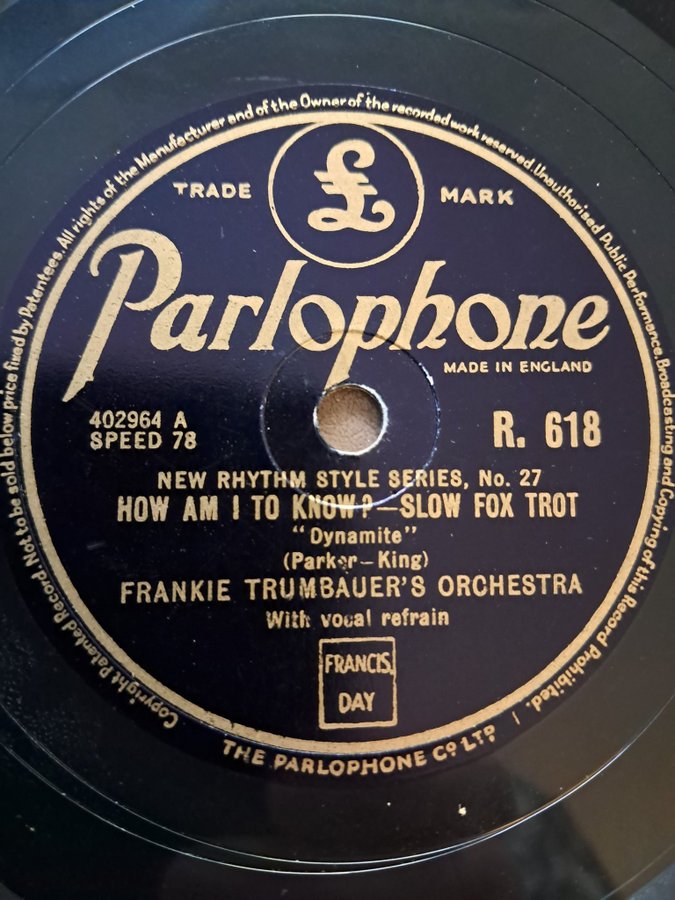 Copyright Patented Record. Not to be sold below price fixed by Patentees. All rights of the Manufacturer and of the Owner of the recorded work reserved. Unauthorised Public Performance, Broadcasting and Copying of this Record Prohibited.
TRADE £ MARK
Parlophone
MADE IN ENGLAND
402964 A
SPEED 78
R. 618
NEW RHYTHM STYLE SERIES, No. 27
HOW AM I TO KNOW?—SLOW FOX TROT
"Dynamite"
(Parker—King)
FRANKIE TRUMBAUER'S ORCHESTRA
With vocal refrain
FRANCIS,
DAY
THE PARLOPHONE Co LTD